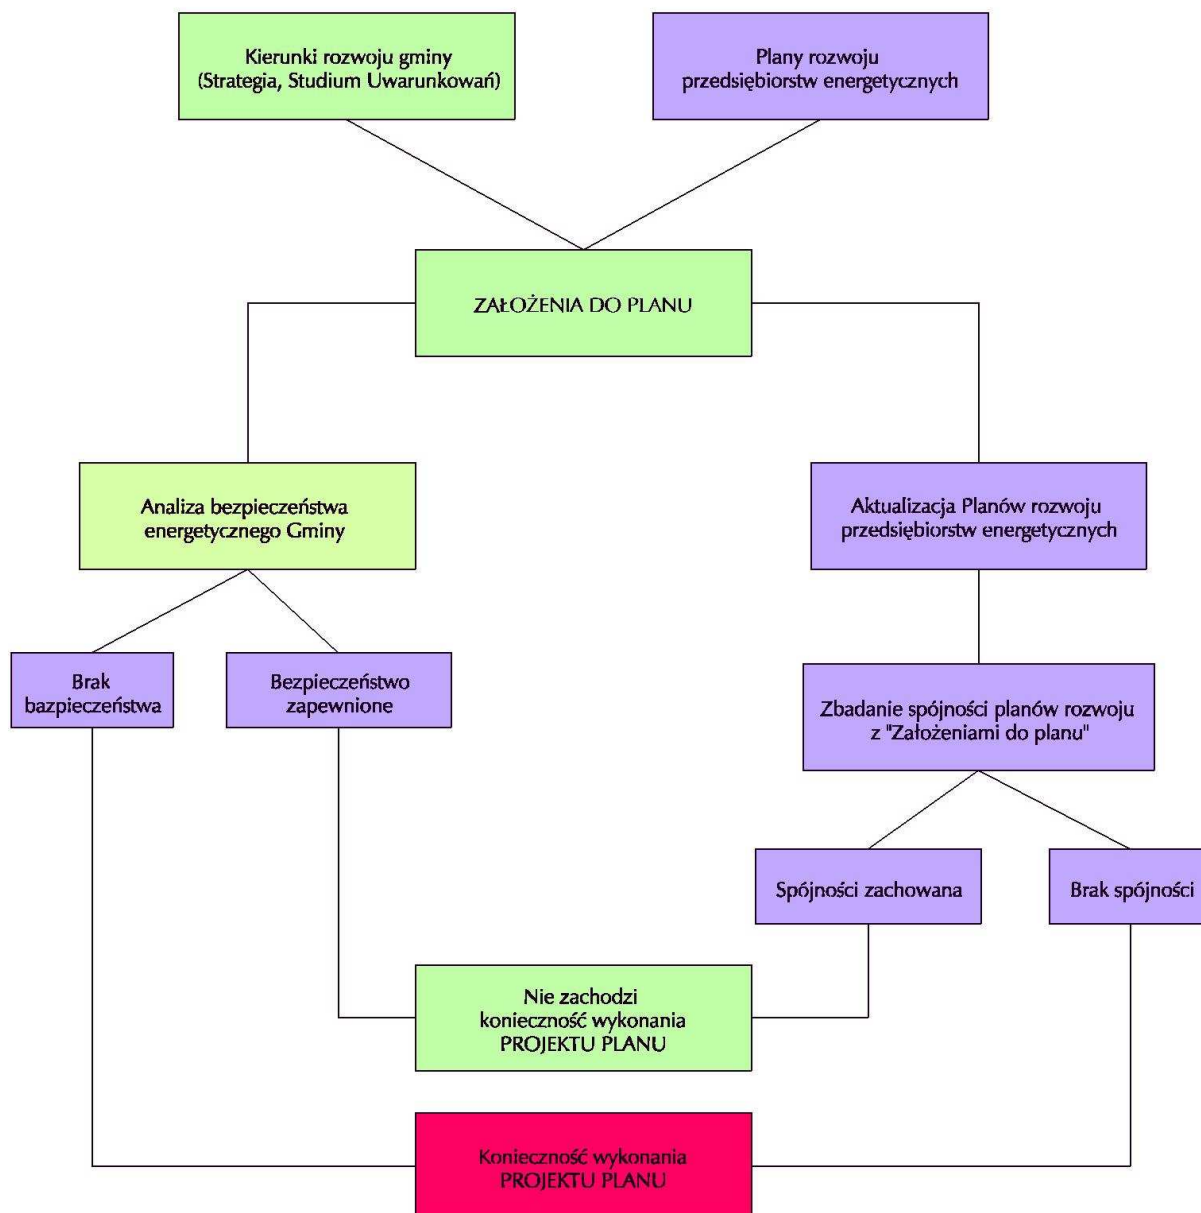 Kierunki rozwoju gminy
(Strategia, Studium Uwarunkowań)
Plany rozwoju
przedsiębiorstw energetycznych
ZAŁOŻENIA DO PLANU
Analiza bezpieczeństwa
energetycznego Gminy
Aktualizacja Planów rozwoju
przedsiębiorstw energetycznych
Brak
bazpieczeństwa
Bezpieczeństwo
zapewnione
Zbadanie spójności planów rozwoju
z "Założeniami do planu"
Spójności zachowana
Brak spójności
Nie zachodzi
konieczność wykonania
PROJEKTU PLANU
Konieczność wykonania
PROJEKTU PLANU